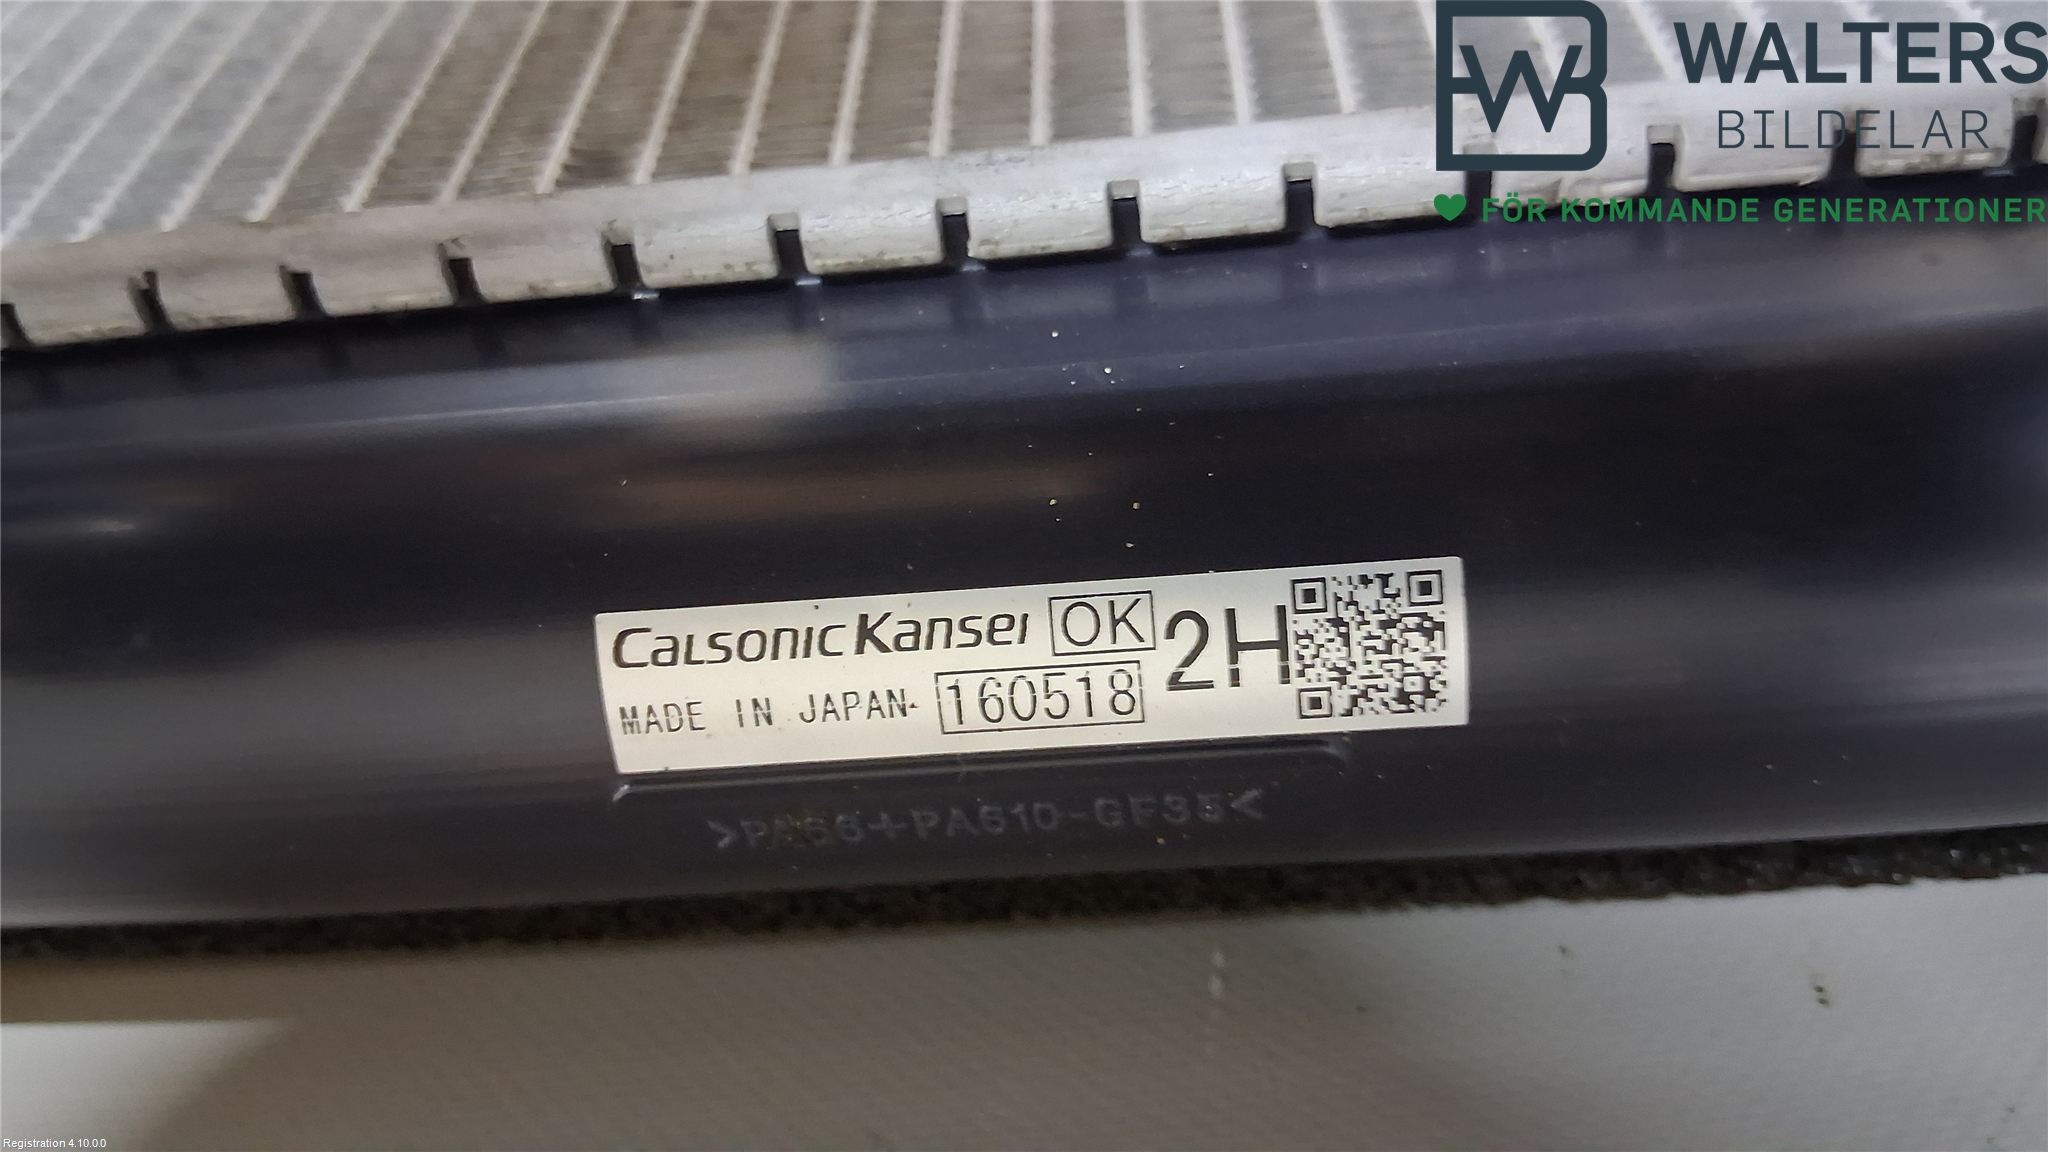 WB WALTERS
BILDELAR
FÖR KOMMANDE GENERATIONER
CalsonicKansei OK 2H
MADE IN JAPAN 160518
>PA66+PA610-GF35<
Registration 4.10.0.0